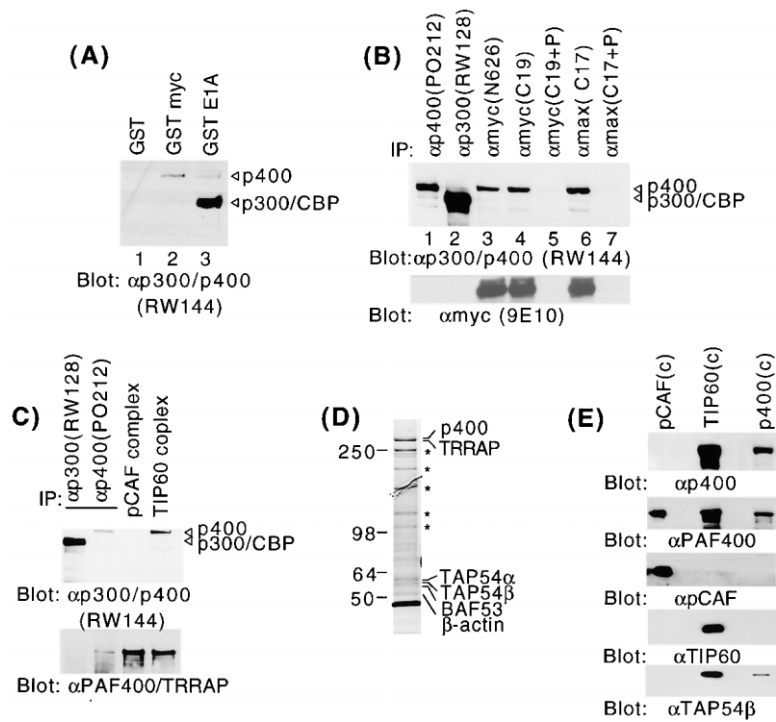 (A)
GST
GST myc
GST E1A
◁p400
◁p300/CBP
1 2 3
Blot: αp300/p400
(RW144)
(B)
IP:
αp400(PO212)
αp300(RW128)
αmyc(N626)
αmyc(C19)
αmyc(C19+P)
αmax( C17)
αmax(C17+P)
p400
p300/CBP
1 2 3 4 5 6 7
Blot:αp300/p400 (RW144)
Blot: αmyc (9E10)
C)
IP:
αp300(RW128)
αp400(PO212)
pCAF complex
TIP60 coplex
p400
p300/CBP
Blot: αp300/p400
(RW144)
Blot: αPAF400/TRRAP
(D)
p400
250–
TRRAP
*
*
*
*
*
98–
64–
TAP54α
TAP54β
50–
BAF53
β-actin
(E)
pCAF(c)
TIP60(c)
p400(c)
Blot: αp400
Blot: αPAF400
Blot: αpCAF
Blot: αTIP60
Blot: αTAP54β